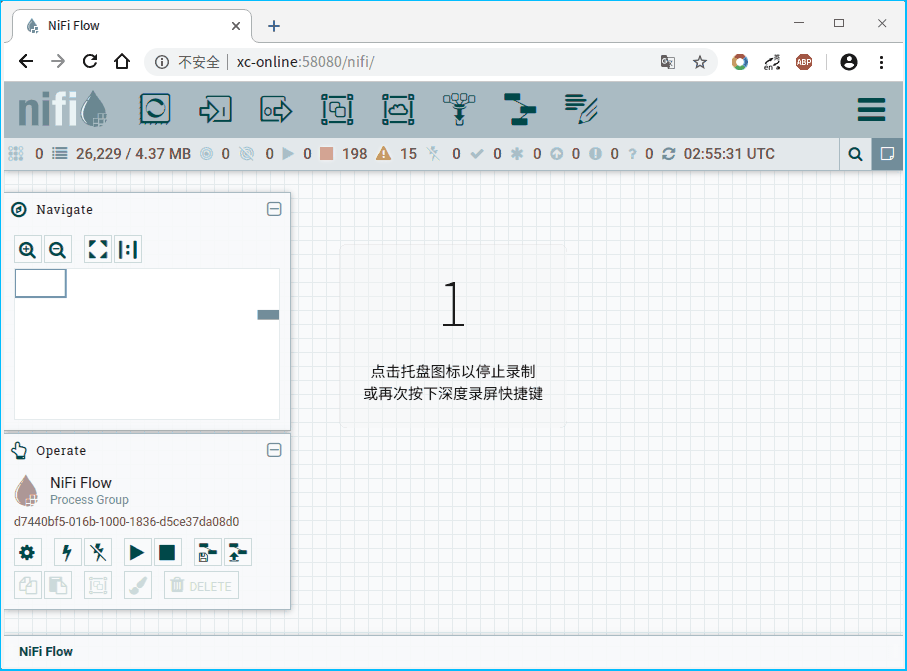 NiFi Flow
不安全 xc-online:58080/nifi/
ABP
nifi
0 26,229 / 4.37 MB 0 0 0 198 15 0 0 0 0 0 0 02:55:31 UTC
Navigate
1
点击托盘图标以停止录制
或再次按下深度录屏快捷键
Operate
NiFi Flow
Process Group
d7440bf5-016b-1000-1836-d5ce37da08d0
DELETE
NiFi Flow